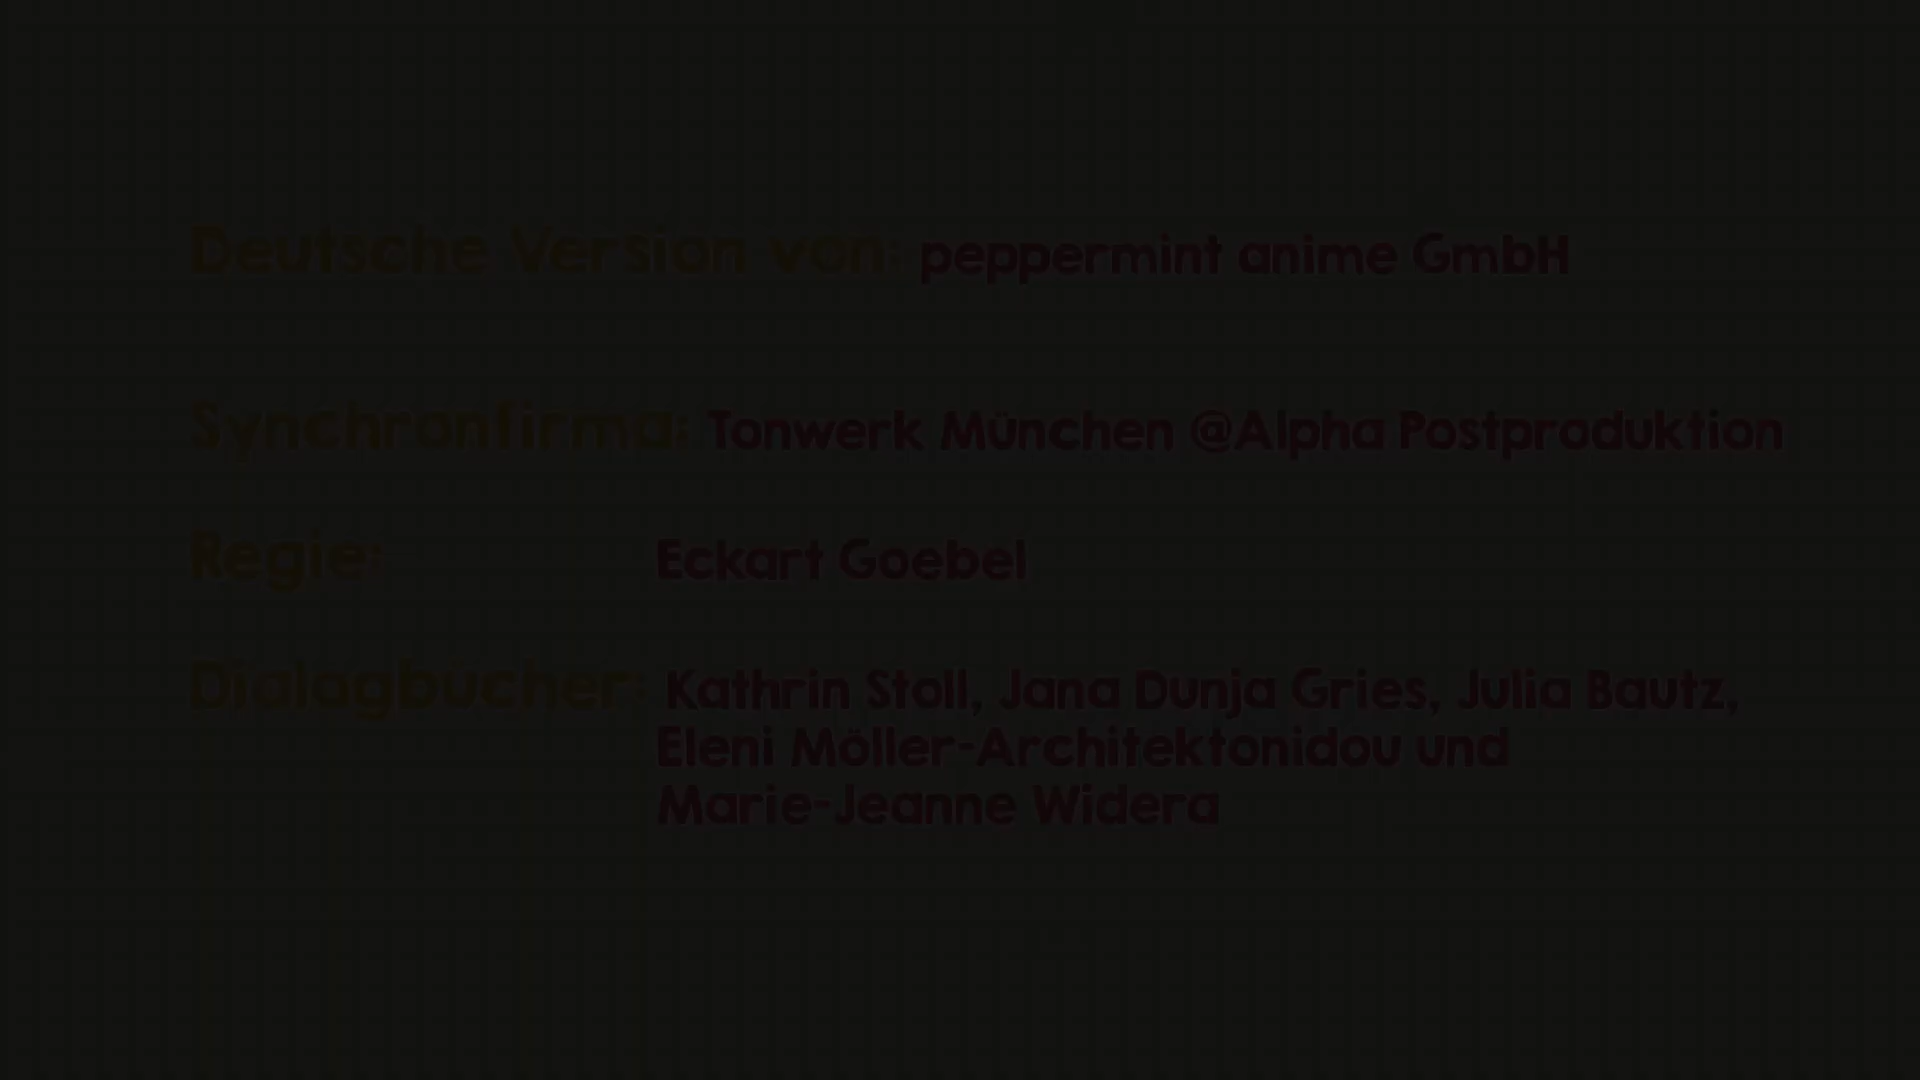 Deutsche Version von: peppermint anime GmbH
Synchronfirma: Tonwerk München @Alpha Postproduktion
Regie: Eckart Goebel
Dialogbücher: Kathrin Stoll, Jana Dunja Gries, Julia Bautz,
Eleni Möller-Architektonidou und
Marie-Jeanne Widera